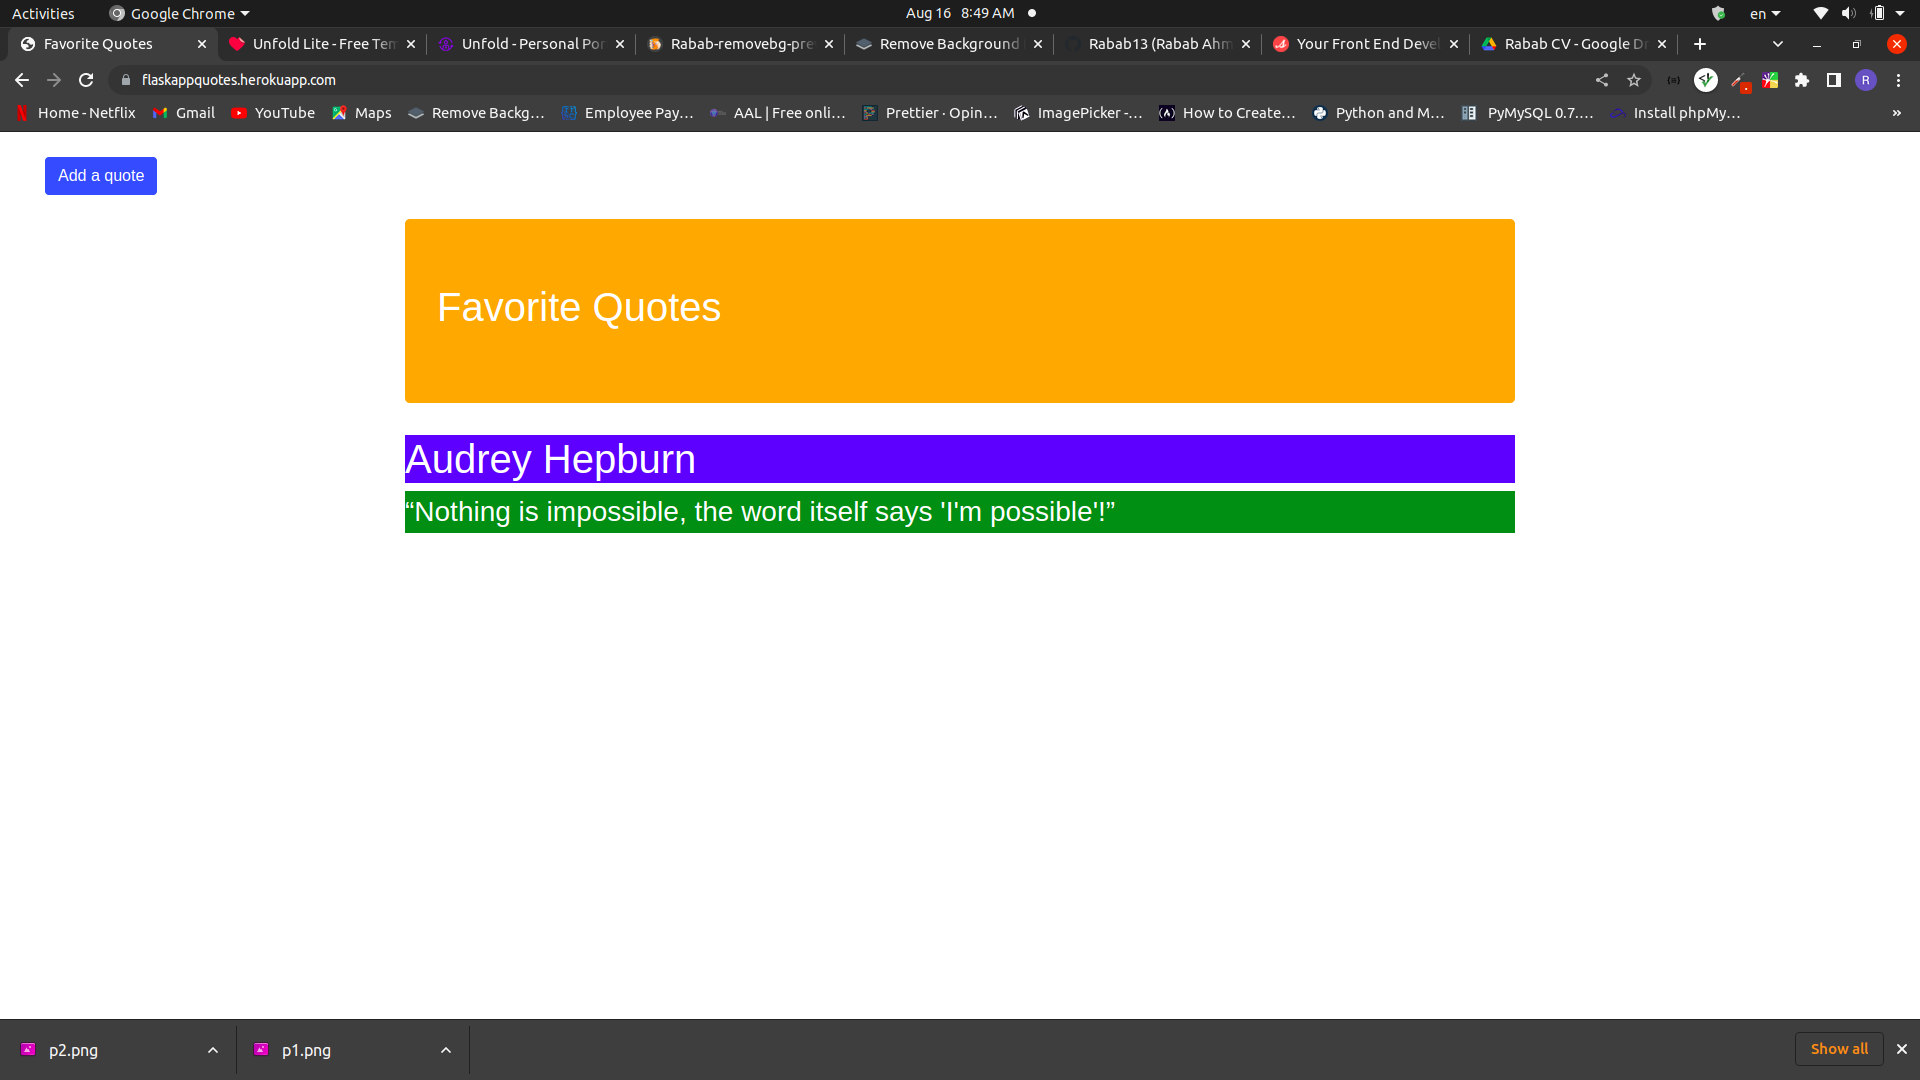 Activities Google Chrome Aug 16 8:49 AM en
Favorite Quotes Unfold Lite - Free Tem Unfold - Personal Por Rabab-removebg-pre Remove Background Rabab13 (Rabab Ahm Your Front End Devel Rabab CV - Google Dr
flaskappquotes.herokuapp.com R
Home - Netflix Gmail YouTube Maps Remove Backg... Employee Pay... AAL | Free onli... Prettier · Opin... ImagePicker -... How to Create... Python and M... PyMySQL 0.7.... Install phpMy... »
Add a quote
Favorite Quotes
Audrey Hepburn
“Nothing is impossible, the word itself says 'I'm possible'!”
p2.png p1.png Show all